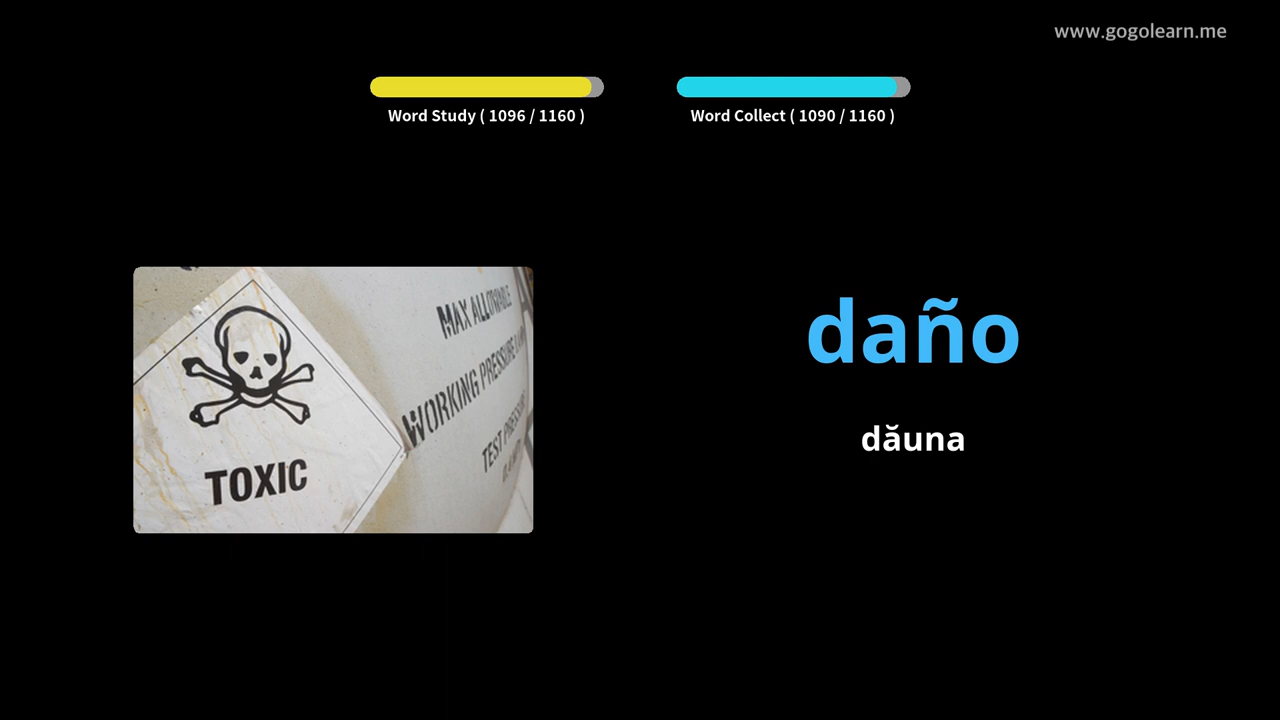 www.gogolearn.me
Word Study ( 1096 / 1160 )
Word Collect ( 1090 / 1160 )
MAX ALLOWABLE
WORKING PRESSURE
TEST PRESSURE
TOXIC
daño
dăuna